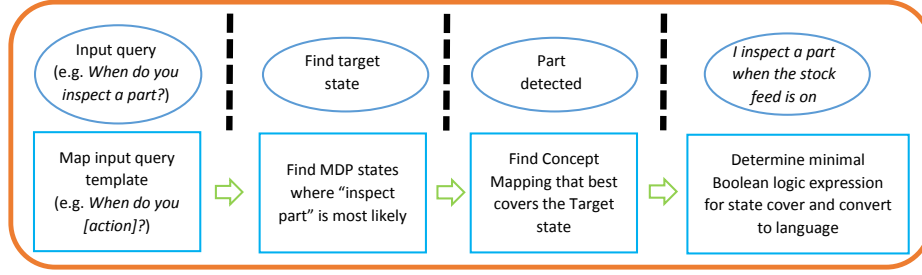 Input query
(e.g. When do you
inspect a part?)
Find target
state
Part
detected
I inspect a part
when the stock
feed is on
Map input query
template
(e.g. When do you
[action]?)
Find MDP states
where “inspect
part” is most likely
Find Concept
Mapping that best
covers the Target
state
Determine minimal
Boolean logic expression
for state cover and convert
to language